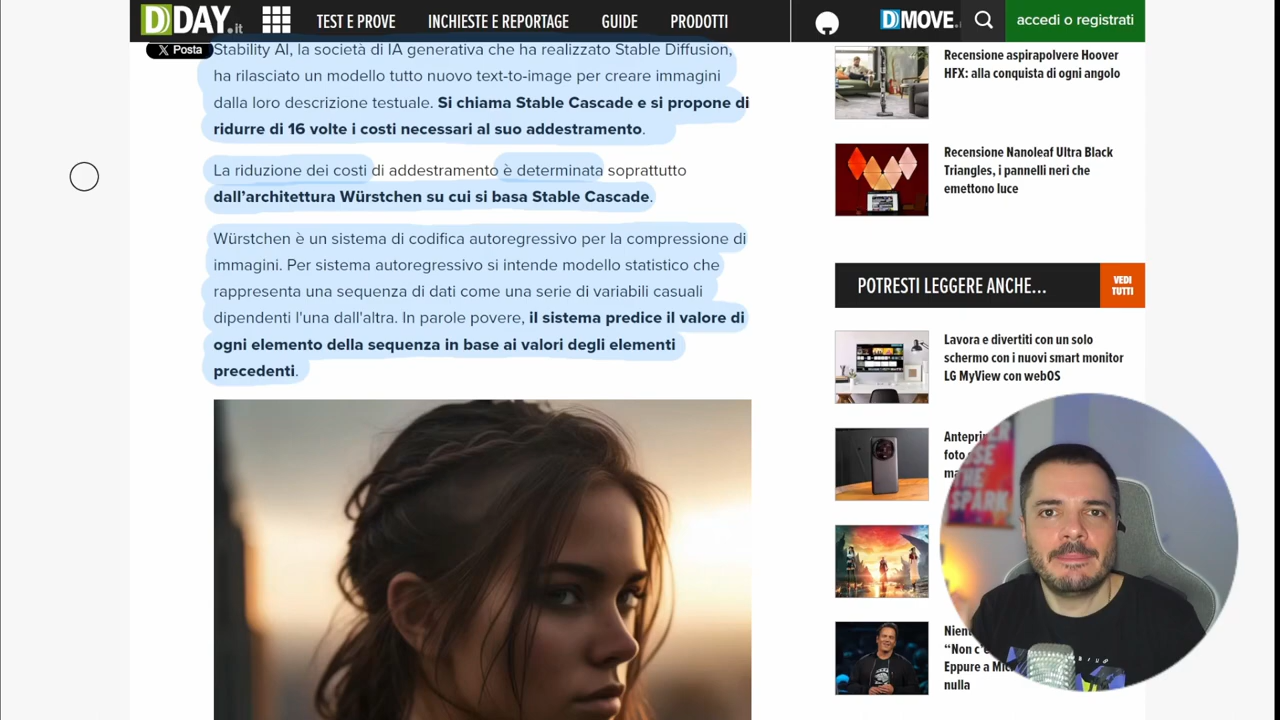 DDAY.it
TEST E PROVE
INCHIESTE E REPORTAGE
GUIDE
PRODOTTI
DMOVE.
accedi o registrati
X Posta
Stability AI, la società di IA generativa che ha realizzato Stable Diffusion,
ha rilasciato un modello tutto nuovo text-to-image per creare immagini
dalla loro descrizione testuale. Si chiama Stable Cascade e si propone di
ridurre di 16 volte i costi necessari al suo addestramento.
La riduzione dei costi di addestramento è determinata soprattutto
dall'architettura Würstchen su cui si basa Stable Cascade.
Würstchen è un sistema di codifica autoregressivo per la compressione di
immagini. Per sistema autoregressivo si intende modello statistico che
rappresenta una sequenza di dati come una serie di variabili casuali
dipendenti l'una dall'altra. In parole povere, il sistema predice il valore di
ogni elemento della sequenza in base ai valori degli elementi
precedenti.
Recensione aspirapolvere Hoover
HFX: alla conquista di ogni angolo
Recensione Nanoleaf Ultra Black
Triangles, i pannelli neri che
emettono luce
POTRESTI LEGGERE ANCHE...
VEDI
TUTTI
Lavora e divertiti con un solo
schermo con i nuovi smart monitor
LG MyView con webOS
Antepri
foto
ma
THE
SPARK
Nient
“Non c'è
Eppure a Mic
nulla